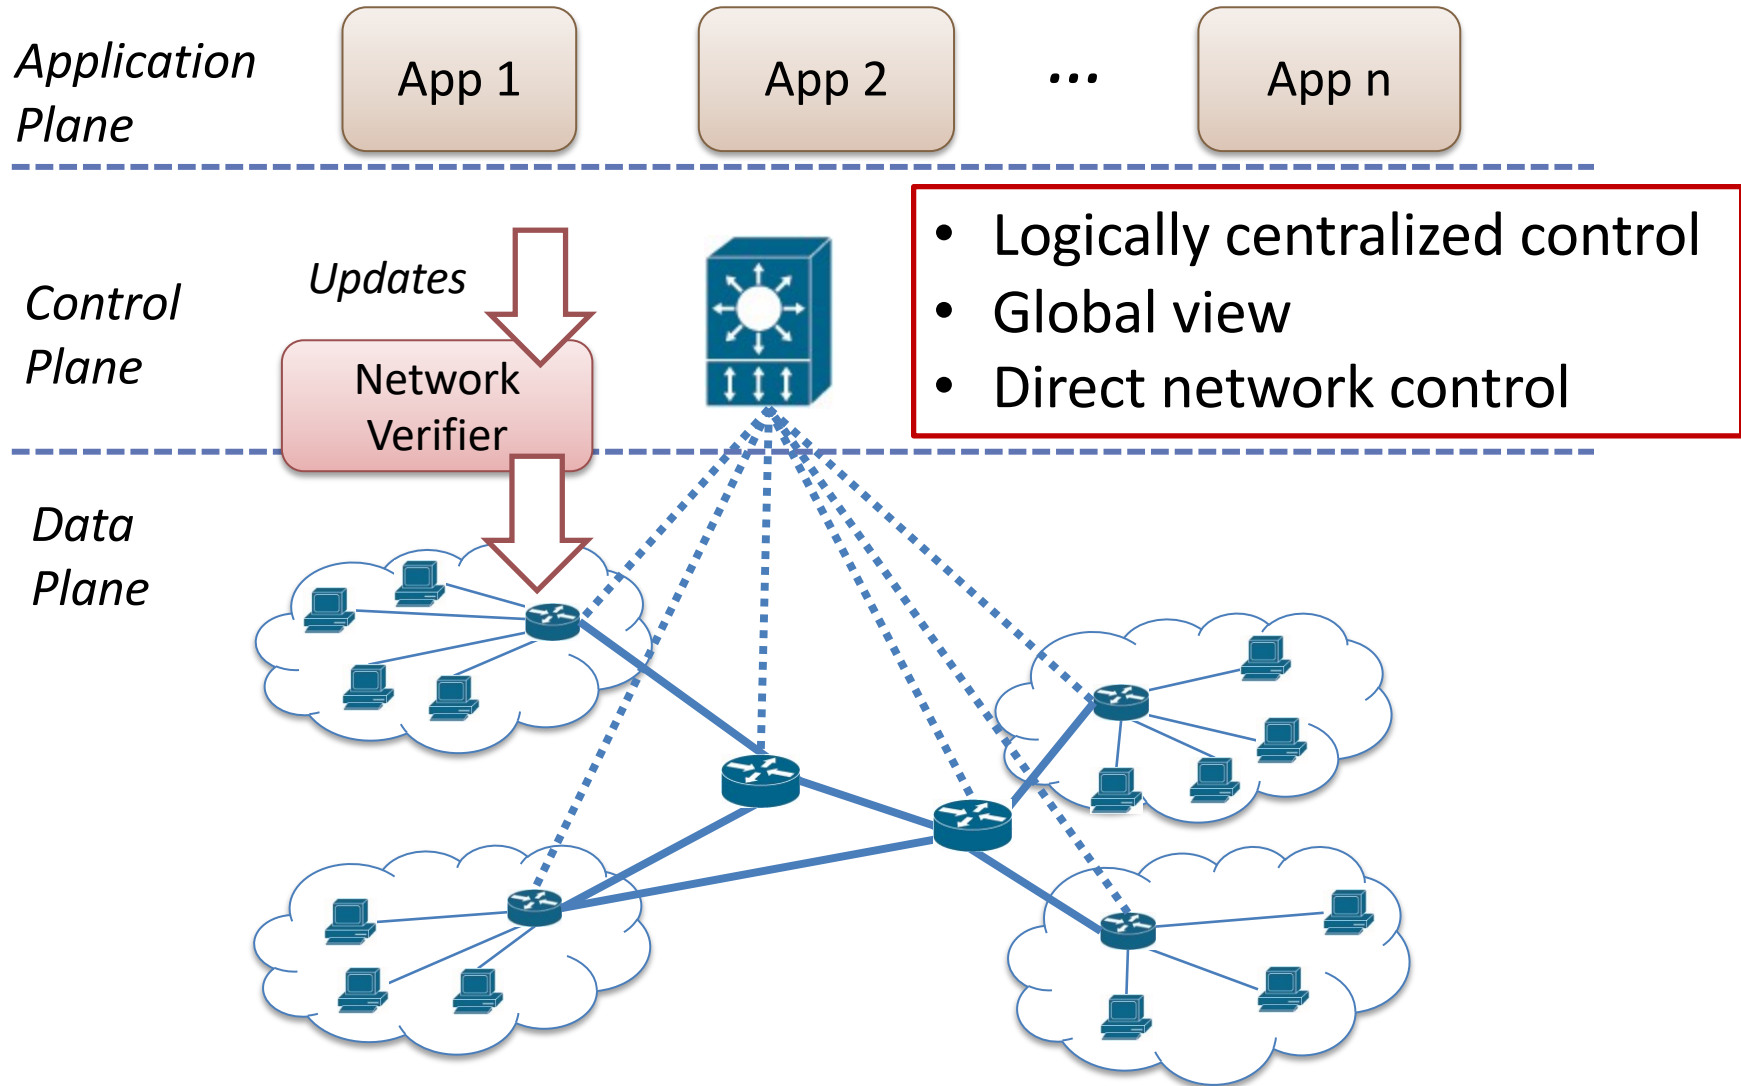 Application
Plane
App 1
App 2
...
App n
Control
Plane
Updates
Network
Verifier
• Logically centralized control
• Global view
• Direct network control
Data
Plane